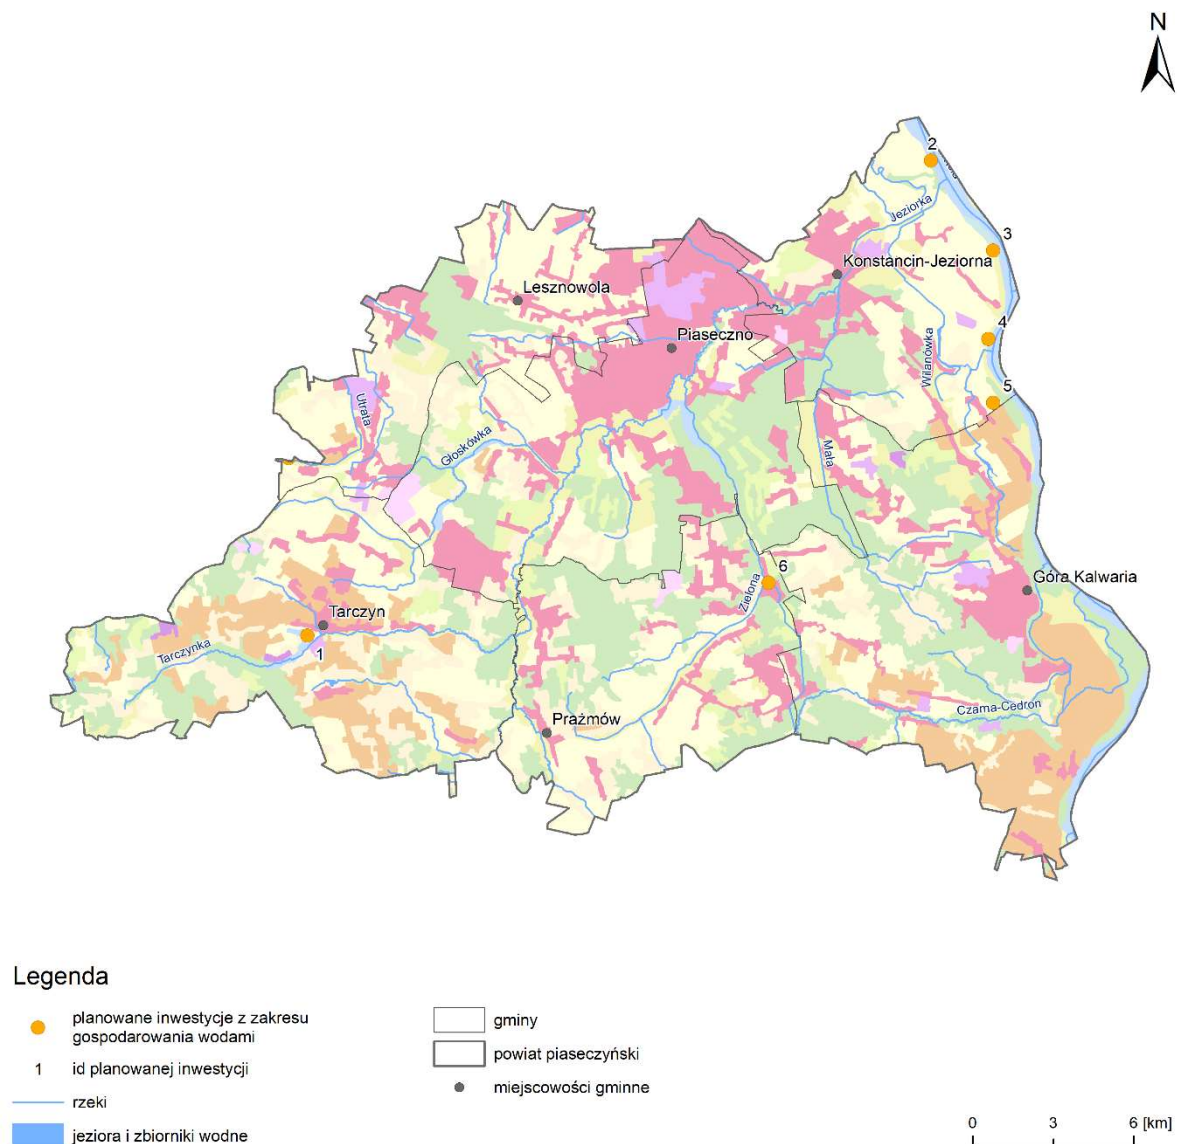 N
2
Jeziorka
3
Konstancin-Jeziorna
Lesznowola
4
Piaseczno
Wilanówka
5
Utrata
Głoskówka
Mała
6
Góra Kalwaria
Zielona
Tarczyn
1
Tarczynka
Czarna-Cedron
Prażmów
Legenda
planowane inwestycje z zakresu
gospodarowania wodami
1 id planowanej inwestycji
rzeki
jeziora i zbiorniki wodne
gminy
powiat piaseczyński
miejscowości gminne
0 3 6 [km]